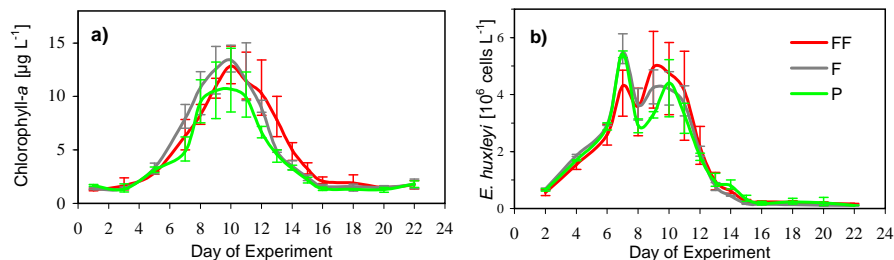 a)
Chlorophyll-a [µg L⁻¹]
15
10
5
0
0 2 4 6 8 10 12 14 16 18 20 22 24
Day of Experiment
b)
E. huxleyi [10⁶ cells L⁻¹]
6
4
2
0
0 2 4 6 8 10 12 14 16 18 20 22 24
Day of Experiment
FF
F
P